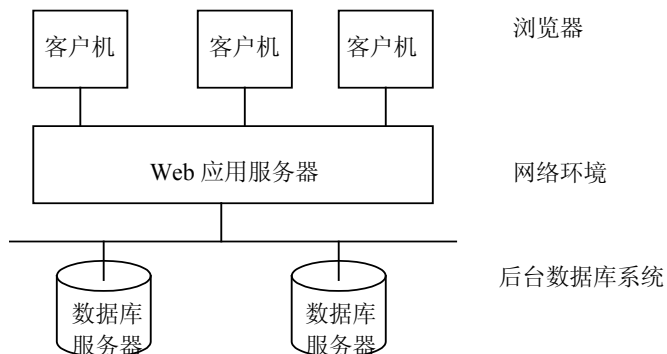 客户机 客户机 客户机 浏览器
Web 应用服务器 网络环境
后台数据库系统
数据库 数据库
服务器 服务器